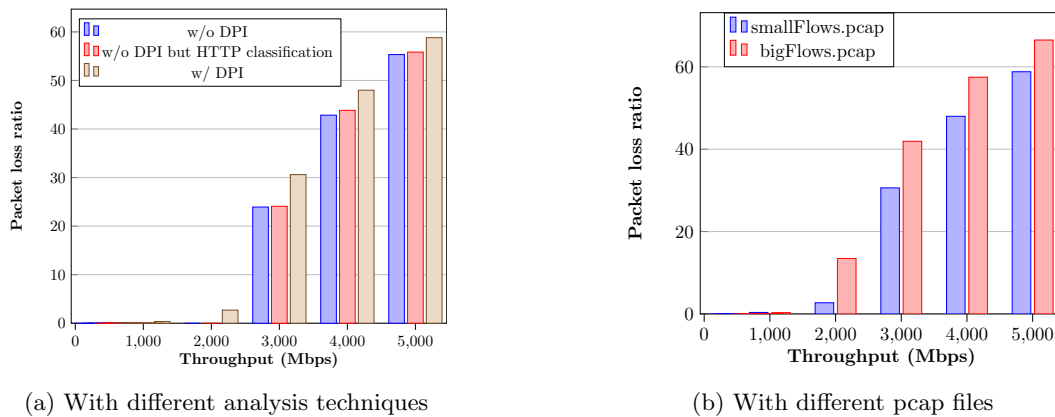 60
50
40
30
20
10
0
Packet loss ratio
w/o DPI
w/o DPI but HTTP classification
w/ DPI
0 1,000 2,000 3,000 4,000 5,000
Throughput (Mbps)
(a) With different analysis techniques
60
40
20
0
Packet loss ratio
smallFlows.pcap
bigFlows.pcap
0 1,000 2,000 3,000 4,000 5,000
Throughput (Mbps)
(b) With different pcap files